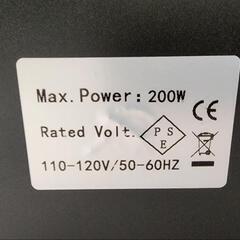 Max. Power: 200W
CE
Rated Volt.
PSE
110-120V/50-60HZ